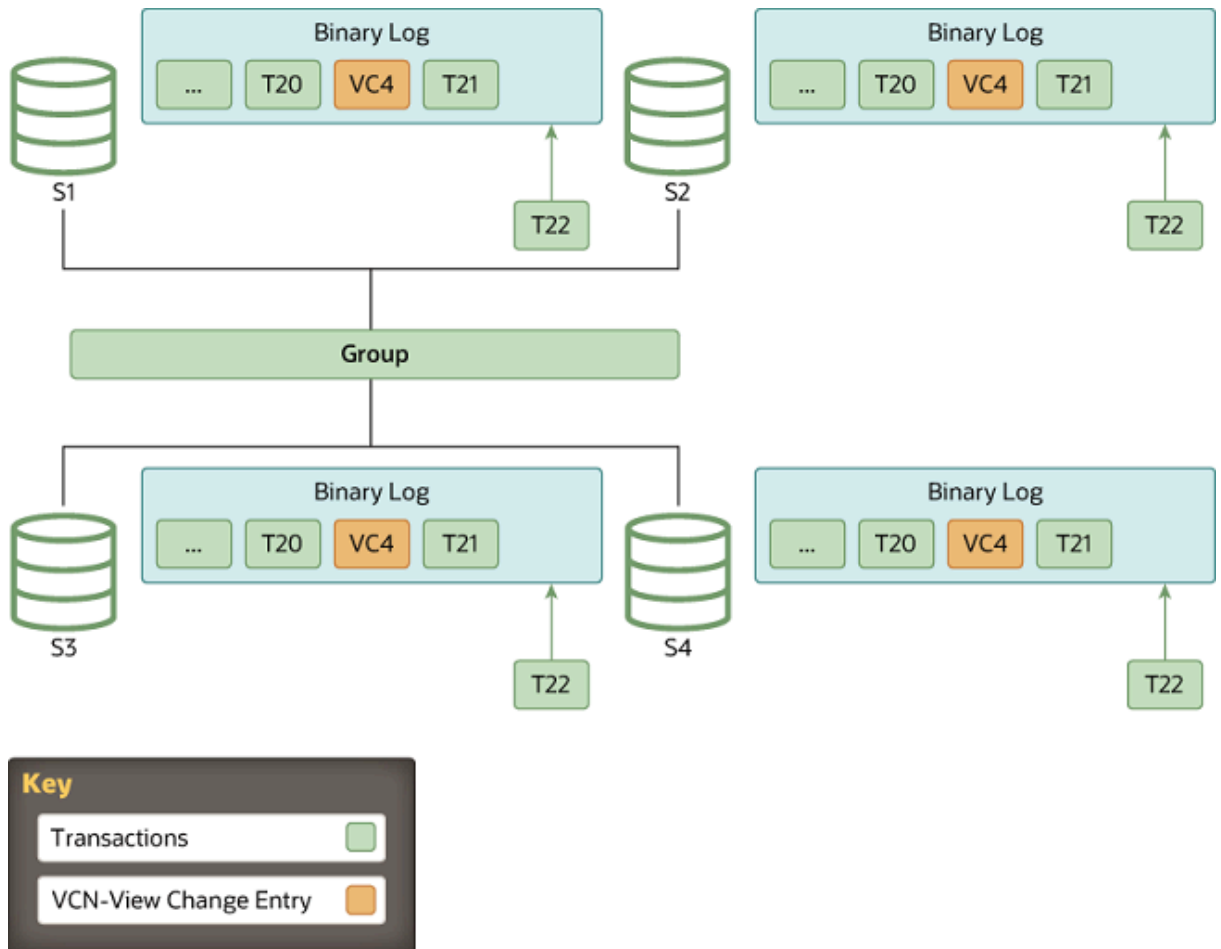 Binary Log
... T20 VC4 T21
S1
T22
Binary Log
... T20 VC4 T21
S2
T22
Group
Binary Log
... T20 VC4 T21
S3
T22
Binary Log
... T20 VC4 T21
S4
T22
Key
Transactions
VCN-View Change Entry